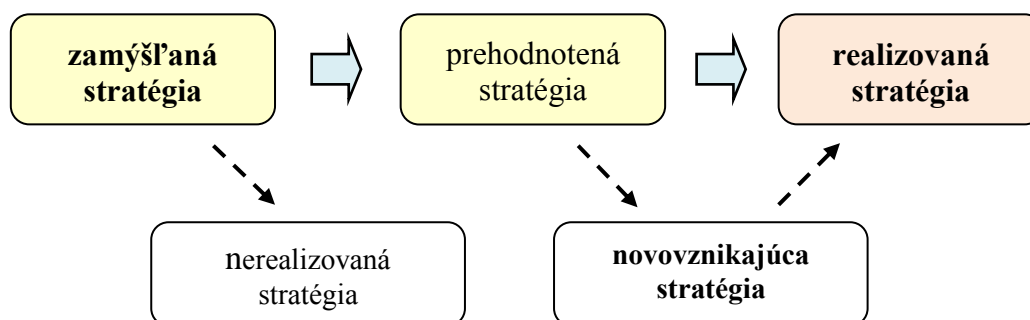 zamýšľaná
stratégia
prehodnotená
stratégia
realizovaná
stratégia
nerealizovaná
stratégia
novovznikajúca
stratégia